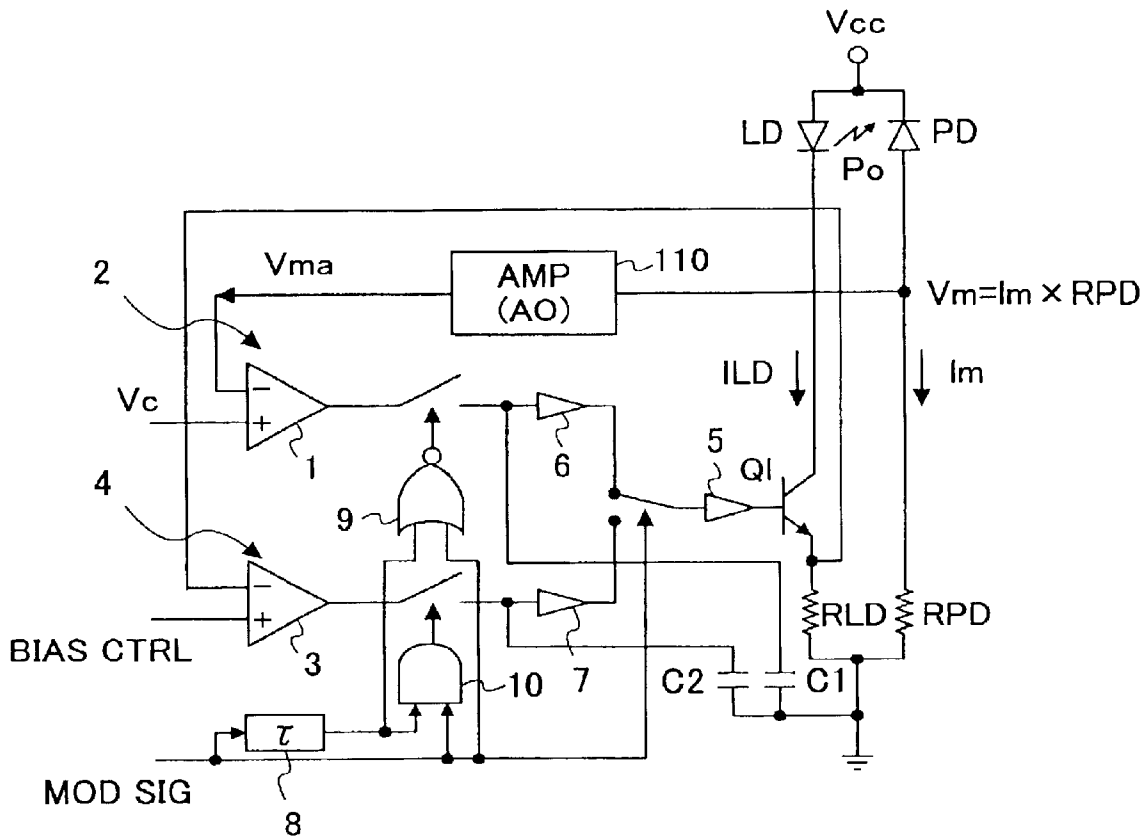 Vcc
LD
PD
Po
2
Vma
AMP
(AO)
110
Vm=Im × RPD
ILD
Im
Vc
−
+
1
6
5
QI
4
9
−
+
3
10
7
RLD
RPD
BIAS CTRL
C2
C1
τ
8
MOD SIG